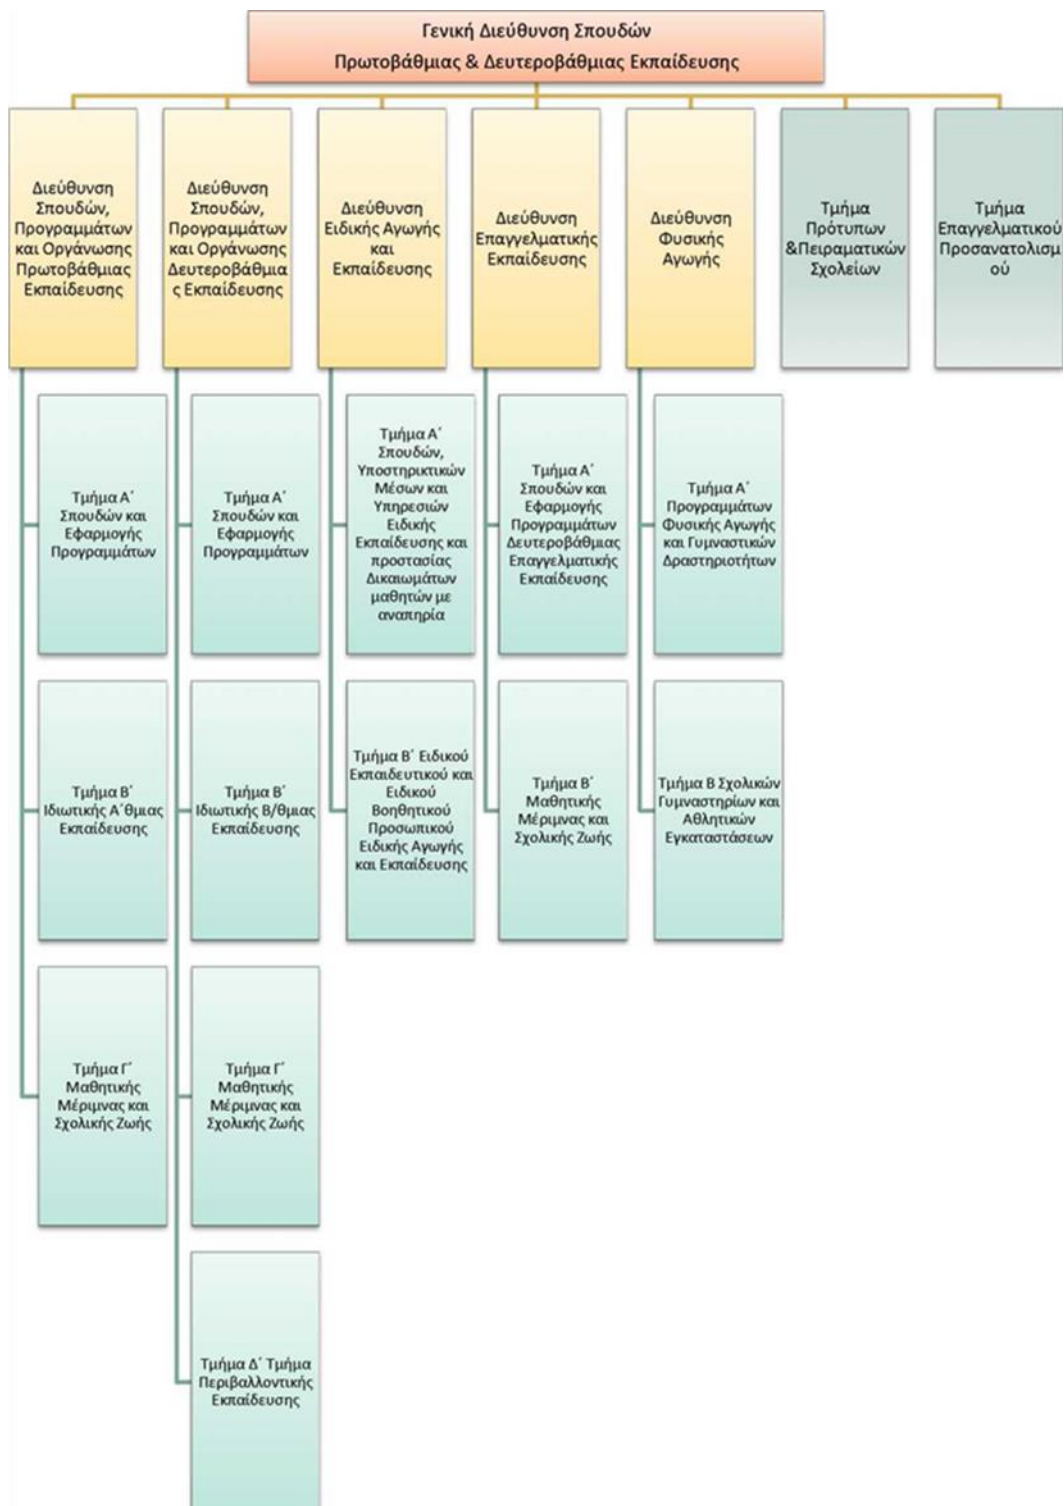 Γενική Διεύθυνση Σπουδών
Πρωτοβάθμιας & Δευτεροβάθμιας Εκπαίδευσης
Διεύθυνση
Σπουδών,
Προγραμμάτων
και Οργάνωσης
Πρωτοβάθμιας
Εκπαίδευσης
Διεύθυνση
Σπουδών,
Προγραμμάτων
και Οργάνωσης
Δευτεροβάθμια
ς Εκπαίδευσης
Διεύθυνση
Ειδικής Αγωγής
και
Εκπαίδευσης
Διεύθυνση
Επαγγελματικής
Εκπαίδευσης
Διεύθυνση
Φυσικής
Αγωγής
Τμήμα
Πρότυπων
&Πειραματικών
Σχολείων
Τμήμα
Επαγγελματικού
Προσανατολισμ
ού
Τμήμα Α΄
Σπουδών και
Εφαρμογής
Προγραμμάτων
Τμήμα Α΄
Σπουδών και
Εφαρμογής
Προγραμμάτων
Τμήμα Α΄
Σπουδών,
Υποστηρικτικών
Μέσων και
Υπηρεσιών
Ειδικής
Εκπαίδευσης και
προστασίας
Δικαιωμάτων
μαθητών με
αναπηρία
Τμήμα Α΄
Σπουδών και
Εφαρμογής
Προγραμμάτων
Δευτεροβάθμιας
Επαγγελματικής
Εκπαίδευσης
Τμήμα Α΄
Προγραμμάτων
Φυσικής Αγωγής
και Γυμναστικών
Δραστηριοτήτων
Τμήμα Β΄
Ιδιωτικής Α΄θμιας
Εκπαίδευσης
Τμήμα Β΄
Ιδιωτικής Β/θμιας
Εκπαίδευσης
Τμήμα Β΄ Ειδικού
Εκπαιδευτικού και
Ειδικού
Βοηθητικού
Προσωπικού
Ειδικής Αγωγής
και Εκπαίδευσης
Τμήμα Β΄
Μαθητικής
Μέριμνας και
Σχολικής Ζωής
Τμήμα Β Σχολικών
Γυμναστηρίων και
Αθλητικών
Εγκαταστάσεων
Τμήμα Γ΄
Μαθητικής
Μέριμνας και
Σχολικής Ζωής
Τμήμα Γ΄
Μαθητικής
Μέριμνας και
Σχολικής Ζωής
Τμήμα Δ΄ Τμήμα
Περιβαλλοντικής
Εκπαίδευσης